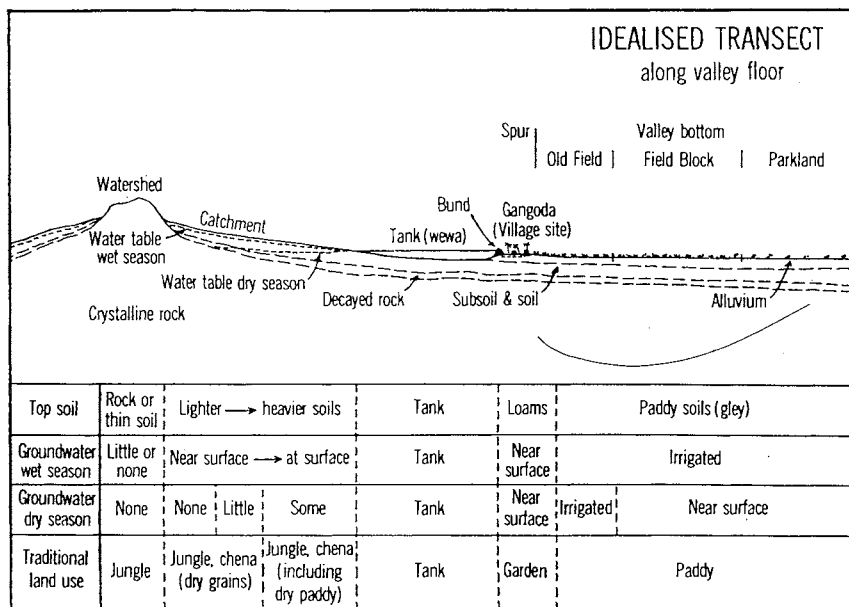 IDEALISED TRANSECT
along valley floor
Spur
Valley bottom
Old Field
Field Block
Parkland
Watershed
Catchment
Bund
Gangoda
(Village site)
Tank (wewa)
Water table
wet season
Water table dry season
Decayed rock
Subsoil & soil
Alluvium
Crystalline rock
Top soil
Rock or
thin soil
Lighter → heavier soils
Tank
Loams
Paddy soils (gley)
Groundwater
wet season
Little or
none
Near surface → at surface
Tank
Near
surface
Irrigated
Groundwater
dry season
None
None
Little
Some
Tank
Near
surface
Irrigated
Near surface
Traditional
land use
Jungle
Jungle, chena
(dry grains)
Jungle, chena
(including
dry paddy)
Tank
Garden
Paddy